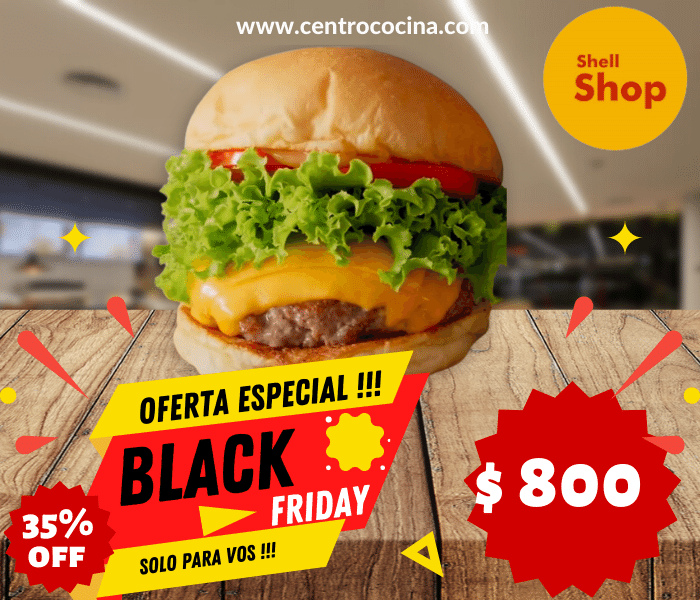 www.centrococina.com
Shell
Shop
OFERTA ESPECIAL !!!
BLACK
FRIDAY
$ 800
35%
OFF
SOLO PARA VOS !!!